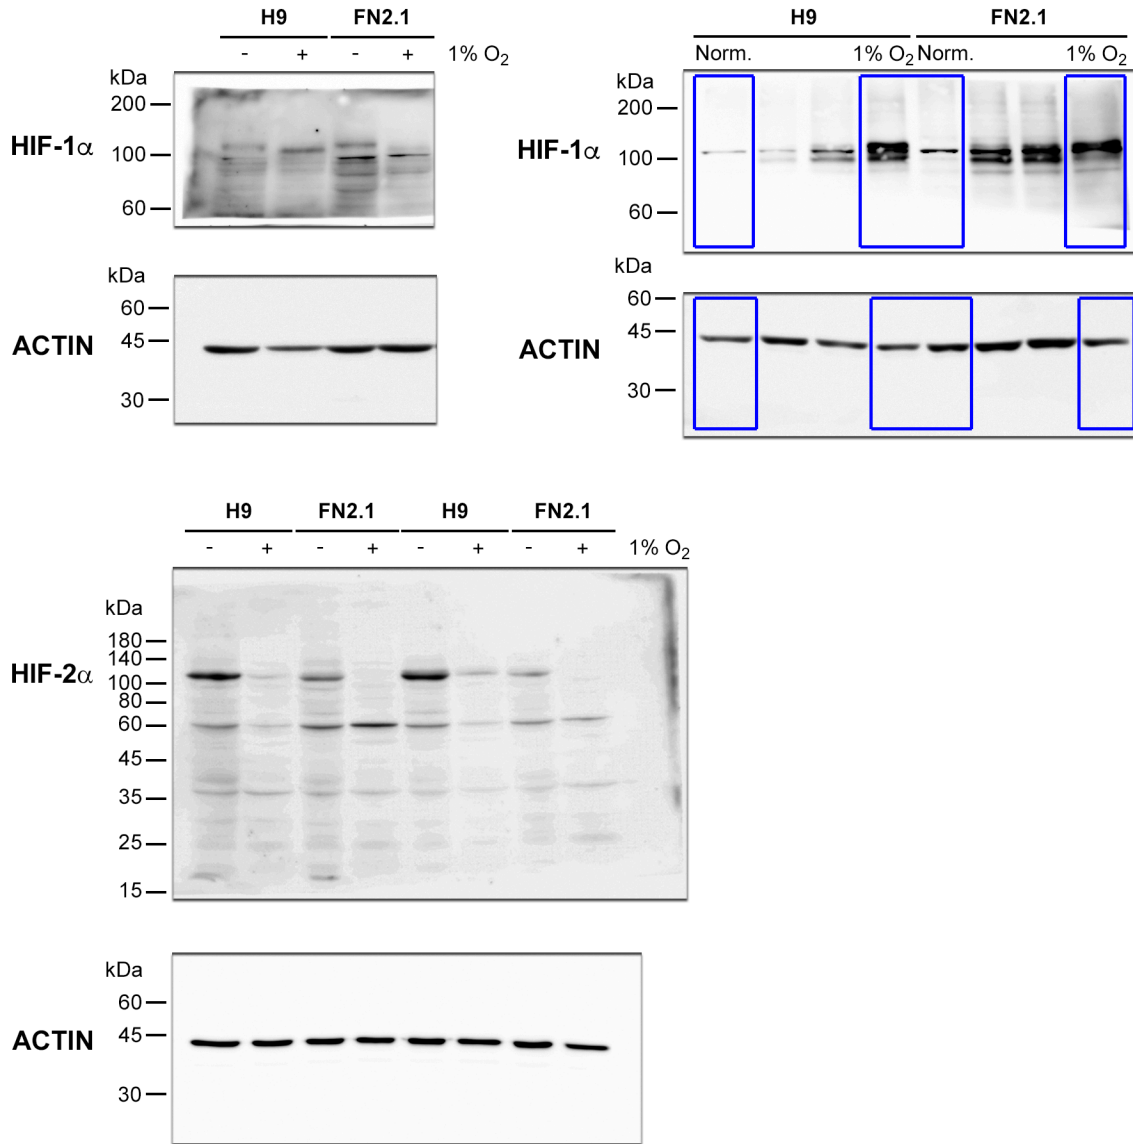 H9 FN2.1
- + - + 1% O₂
kDa
200
HIF-1α
100
60
kDa
60
45
ACTIN
30
H9 FN2.1
Norm. 1% O₂ Norm. 1% O₂
kDa
200
HIF-1α
100
60
kDa
60
45
ACTIN
30
H9 FN2.1 H9 FN2.1
- + - + - + - + 1% O₂
kDa
180
140
HIF-2α
100
80
60
45
35
25
15
kDa
60
45
ACTIN
30